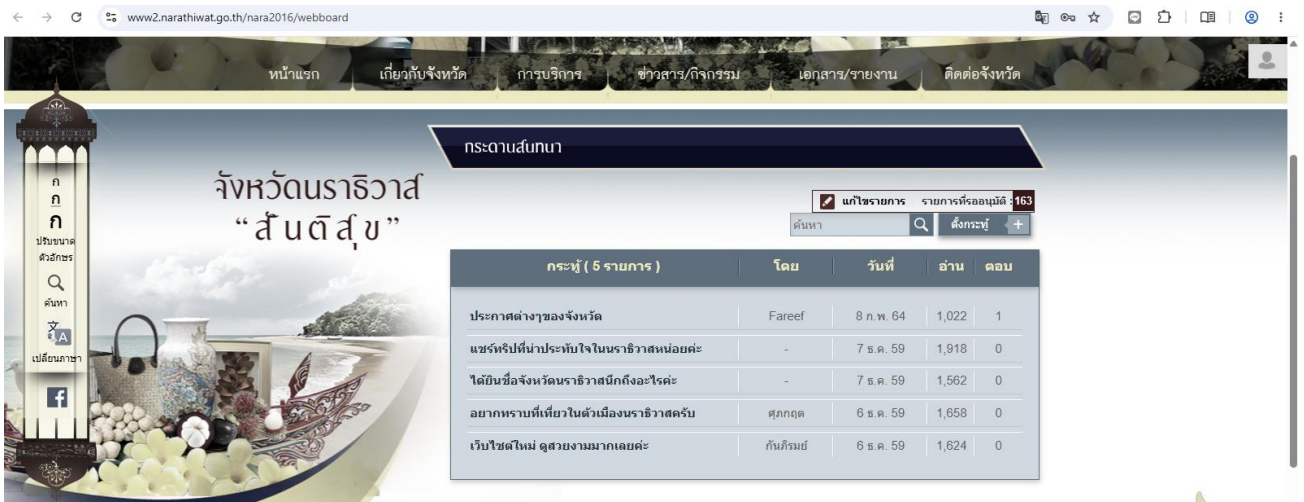 www2.narathiwat.go.th/nara2016/webboard
หน้าแรก เกี่ยวกับจังหวัด การบริการ ข่าวสาร/กิจกรรม เอกสาร/รายงาน ติดต่อจังหวัด
กระดานสนทนา
ก
ก
ก
ปรับขนาด
ตัวอักษร
ค้นหา
文A
เปลี่ยนภาษา
f
จังหวัดนราธิวาส
“สันติสุข”
แก้ไขรายการ รายการที่รออนุมัติ : 163
ค้นหา ตั้งกระทู้ +
กระทู้ ( 5 รายการ ) โดย วันที่ อ่าน ตอบ
ประกาศต่างๆของจังหวัด Fareef 8 ก.พ. 64 1,022 1
แชร์ทริปที่น่าประทับใจในนราธิวาสหน่อยค่ะ - 7 ธ.ค. 59 1,918 0
ได้ยินชื่อจังหวัดนราธิวาสนึกถึงอะไรค่ะ - 7 ธ.ค. 59 1,562 0
อยากทราบที่เที่ยวในตัวเมืองนราธิวาสครับ ศุภกฤต 6 ธ.ค. 59 1,658 0
เว็บไซต์ใหม่ ดูสวยงามมากเลยค่ะ กันภิรมย์ 6 ธ.ค. 59 1,624 0